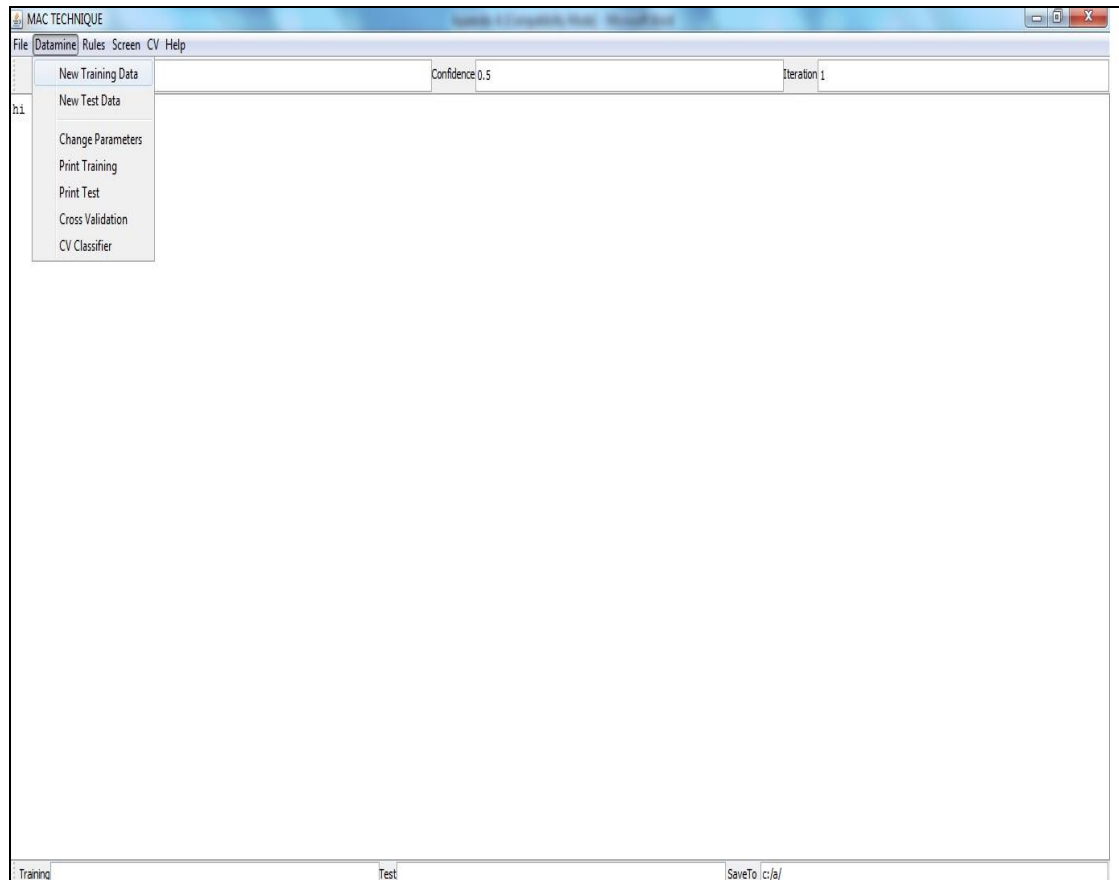 MAC TECHNIQUE
File Datamine Rules Screen CV Help
Confidence 0.5 Iteration 1
New Training Data
New Test Data
Change Parameters
Print Training
Print Test
Cross Validation
CV Classifier
hi
Training Test SaveTo c:/a/